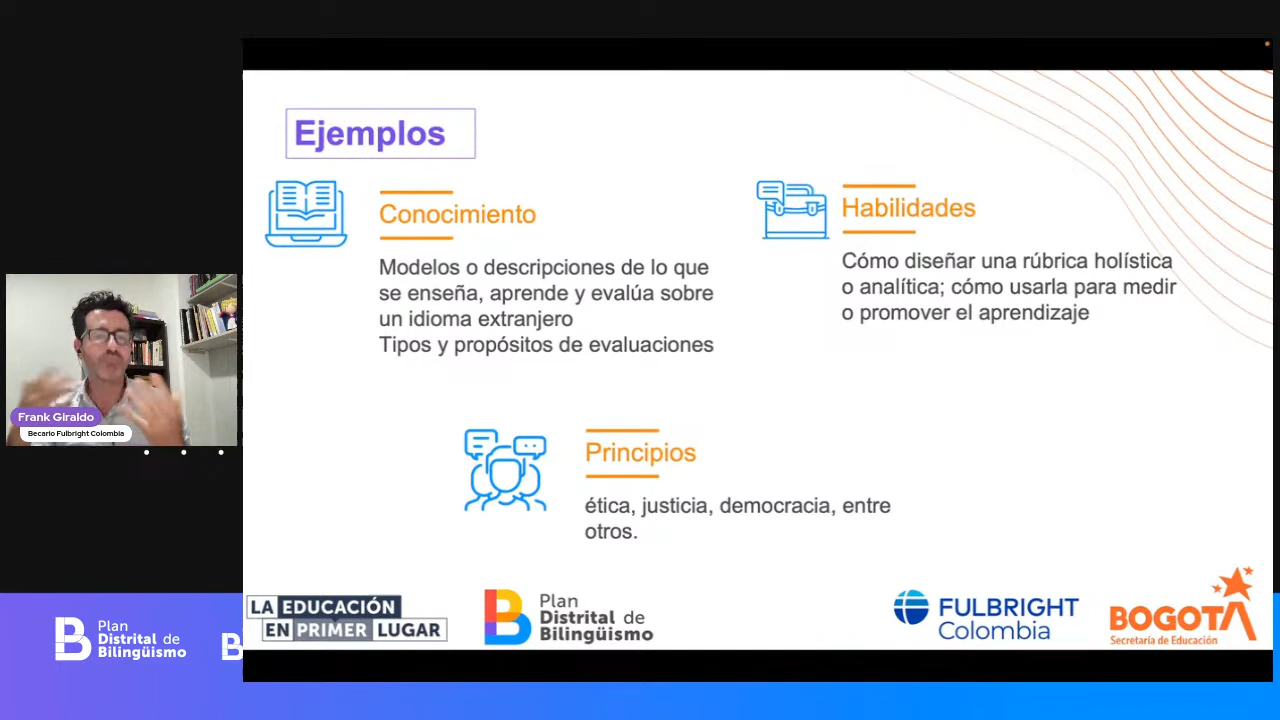 Ejemplos
Conocimiento
Modelos o descripciones de lo que
se enseña, aprende y evalúa sobre
un idioma extranjero
Tipos y propósitos de evaluaciones
Habilidades
Cómo diseñar una rúbrica holística
o analítica; cómo usarla para medir
o promover el aprendizaje
Principios
ética, justicia, democracia, entre
otros.
Frank Giraldo
Becario Fulbright Colombia
LA EDUCACIÓN
EN PRIMER LUGAR
B Plan
Distrital de
Bilingüismo
FULBRIGHT
Colombia
BOGOTÁ
Secretaría de Educación
B Plan
Distrital de
Bilingüismo
B